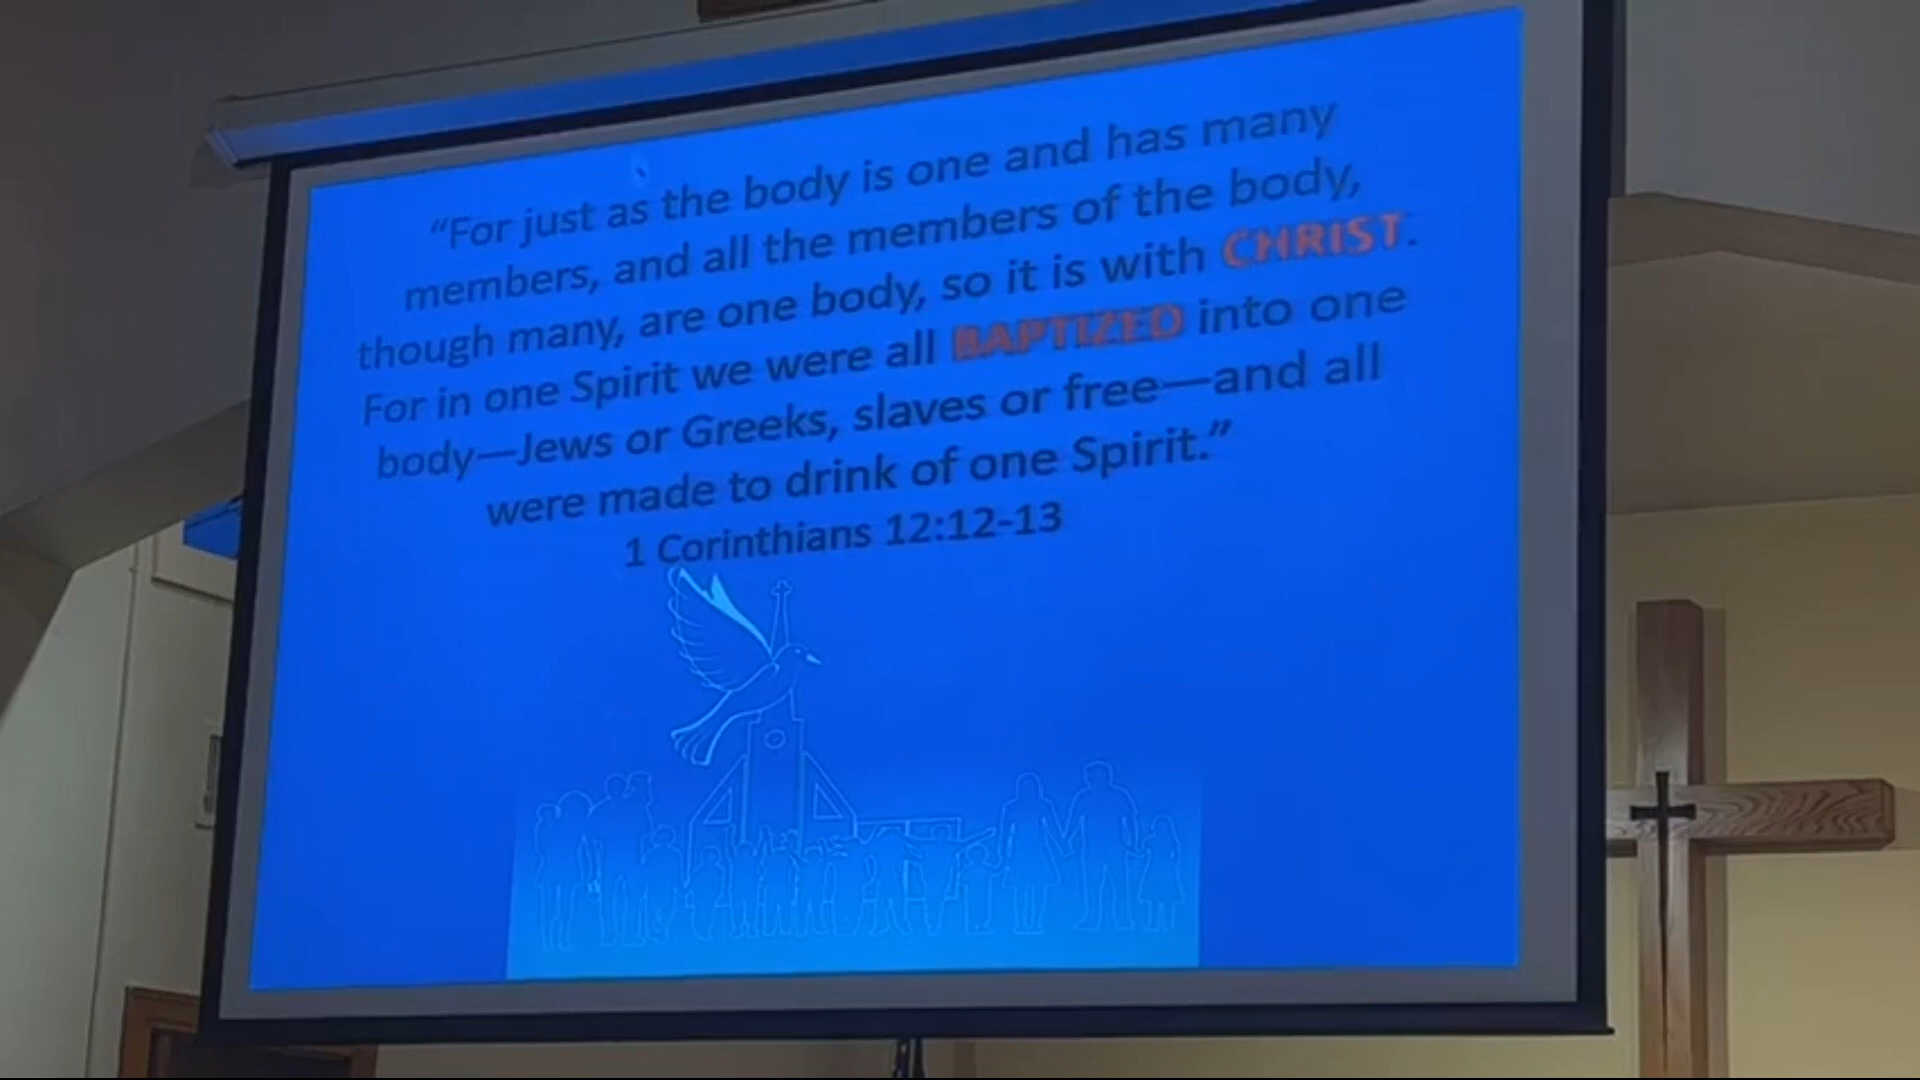 “For just as the body is one and has many
members, and all the members of the body,
though many, are one body, so it is with CHRIST.
For in one Spirit we were all BAPTIZED into one
body—Jews or Greeks, slaves or free—and all
were made to drink of one Spirit.”
1 Corinthians 12:12-13